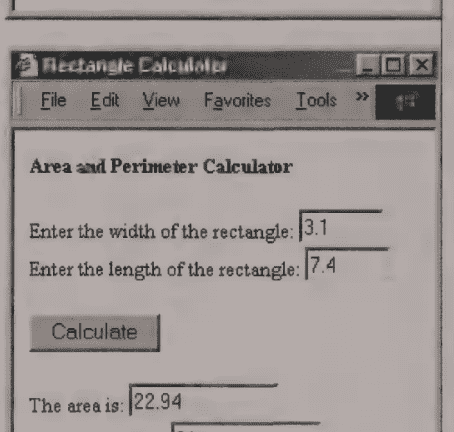 Rectangle Calculator
File Edit View Favorites Tools »
Area and Perimeter Calculator
Enter the width of the rectangle: 3.1
Enter the length of the rectangle: 7.4
Calculate
The area is: 22.94